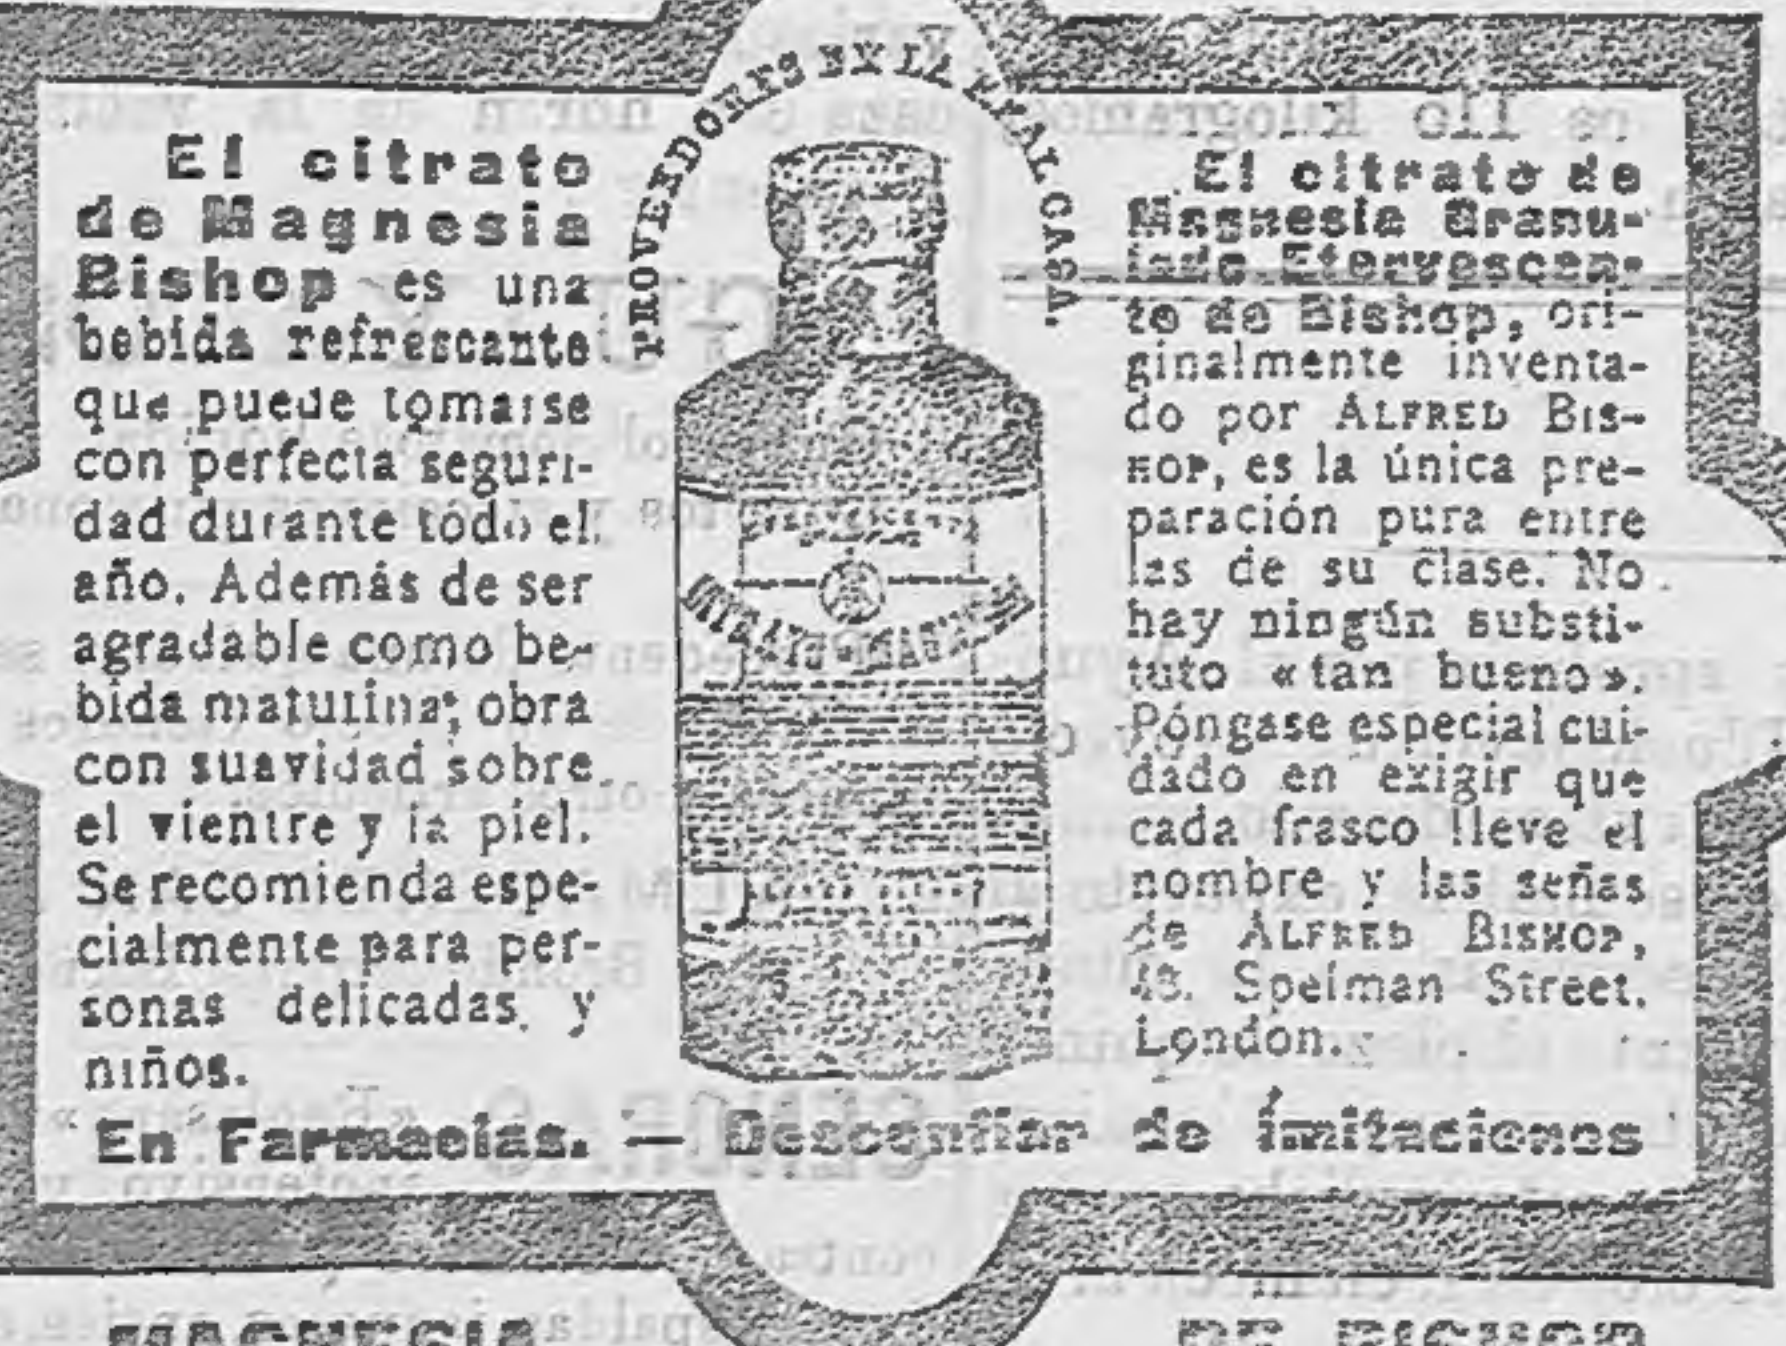 PROVEEDORES EN LA REAL CASA.
El citrato
de Magnesia
Bishop es una
bebida refrescante
que puede tomarse
con perfecta seguri-
dad durante todo el
año. Además de ser
agradable como be-
bida matutina, obra
con suavidad sobre
el vientre y la piel.
Se recomienda espe-
cialmente para per-
sonas delicadas y
niños.
El citrato de
Magnesia Granu-
lado Efervescen-
te de Bishop, ori-
ginalmente inventa-
do por ALFRED BIS-
HOP, es la única pre-
paración pura entre
las de su clase. No
hay ningún substi-
tuto «tan bueno».
Póngase especial cui-
dado en exigir que
cada frasco lleve el
nombre y las señas
de ALFRED BISHOP,
48. Spelman Street.
London.
En Farmacias. — Desconfiar de imitaciones
MAGNESIA
DE BISHOP